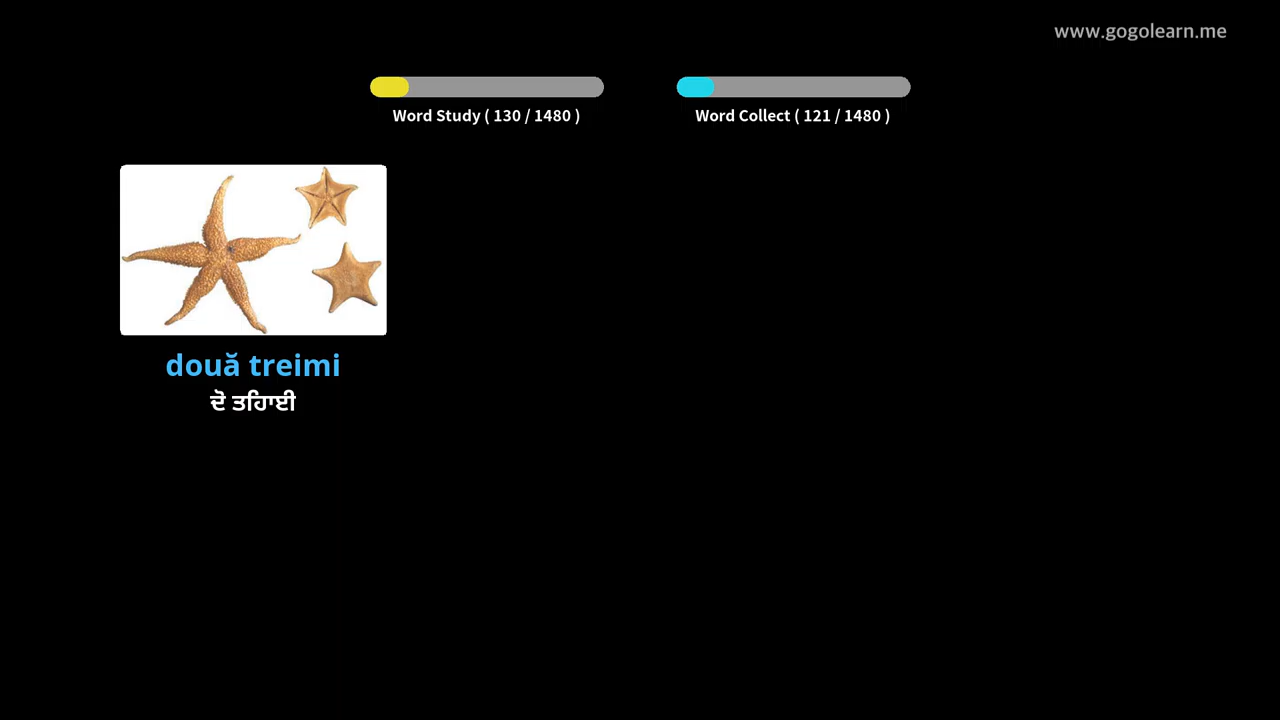 www.gogolearn.me
Word Study ( 130 / 1480 )
Word Collect ( 121 / 1480 )
două treimi
ਦੋ ਤਿਹਾਈ